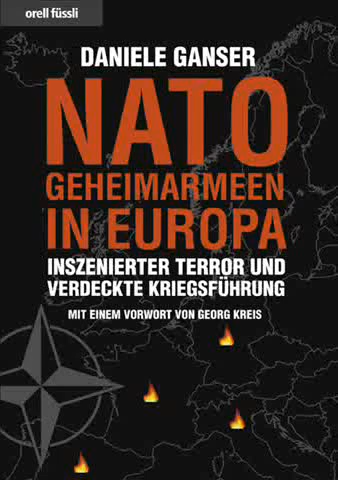 orell füssli
DANIELE GANSER
NATO
GEHEIMARMEEN
IN EUROPA
INSZENIERTER TERROR UND
VERDECKTE KRIEGSFÜHRUNG
MIT EINEM VORWORT VON GEORG KREIS